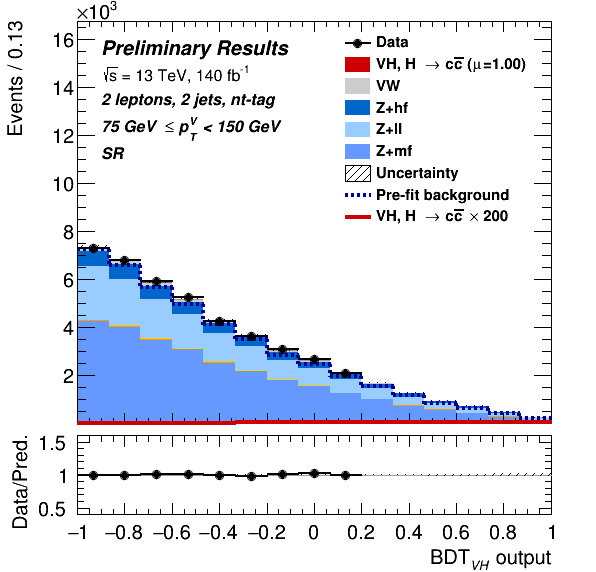 ×10³
Events / 0.13
16
14
12
10
8
6
4
2
Preliminary Results
√s = 13 TeV, 140 fb⁻¹
2 leptons, 2 jets, nt-tag
75 GeV ≤ p_T^V < 150 GeV
SR
Data
VH, H → cc̅ (μ=1.00)
VW
Z+hf
Z+ll
Z+mf
Uncertainty
Pre-fit background
VH, H → cc̅ × 200
Data/Pred.
1.5
1
0.5
−1 −0.8 −0.6 −0.4 −0.2 0 0.2 0.4 0.6 0.8 1
BDT_VH output